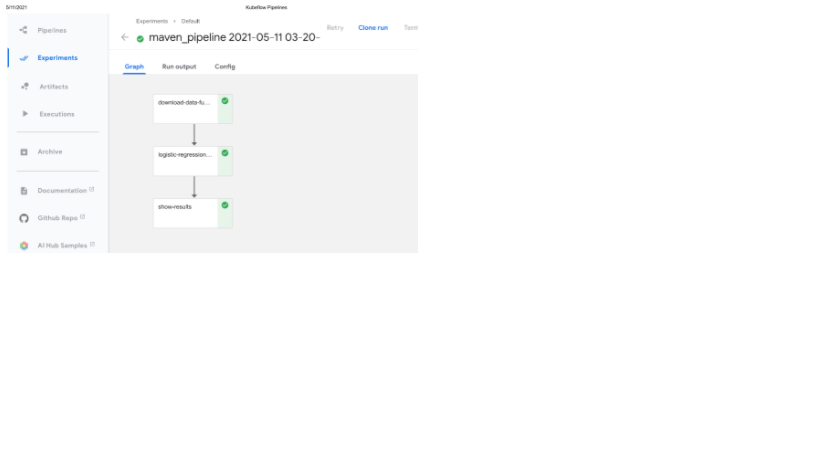 5/11/2021
Kubeflow Pipelines
Pipelines
Experiments
Artifacts
Executions
Archive
Documentation
Github Repo
AI Hub Samples
Experiments > Default
maven_pipeline 2021-05-11 03-20-
Retry
Clone run
Term
Graph
Run output
Config
download-data-fu...
logistic-regression...
show-results